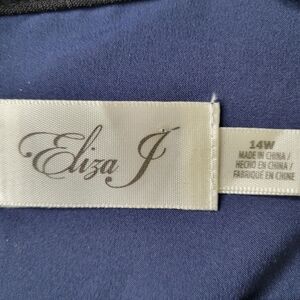 Eliza J
14W
MADE IN CHINA /
HECHO EN CHINA /
FABRIQUÉ EN CHINE